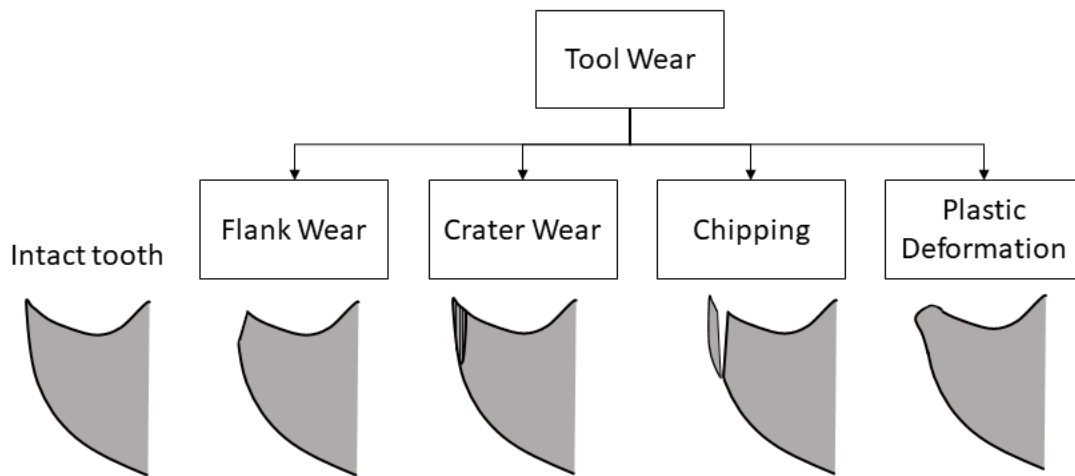 Tool Wear
Flank Wear
Crater Wear
Chipping
Plastic
Deformation
Intact tooth